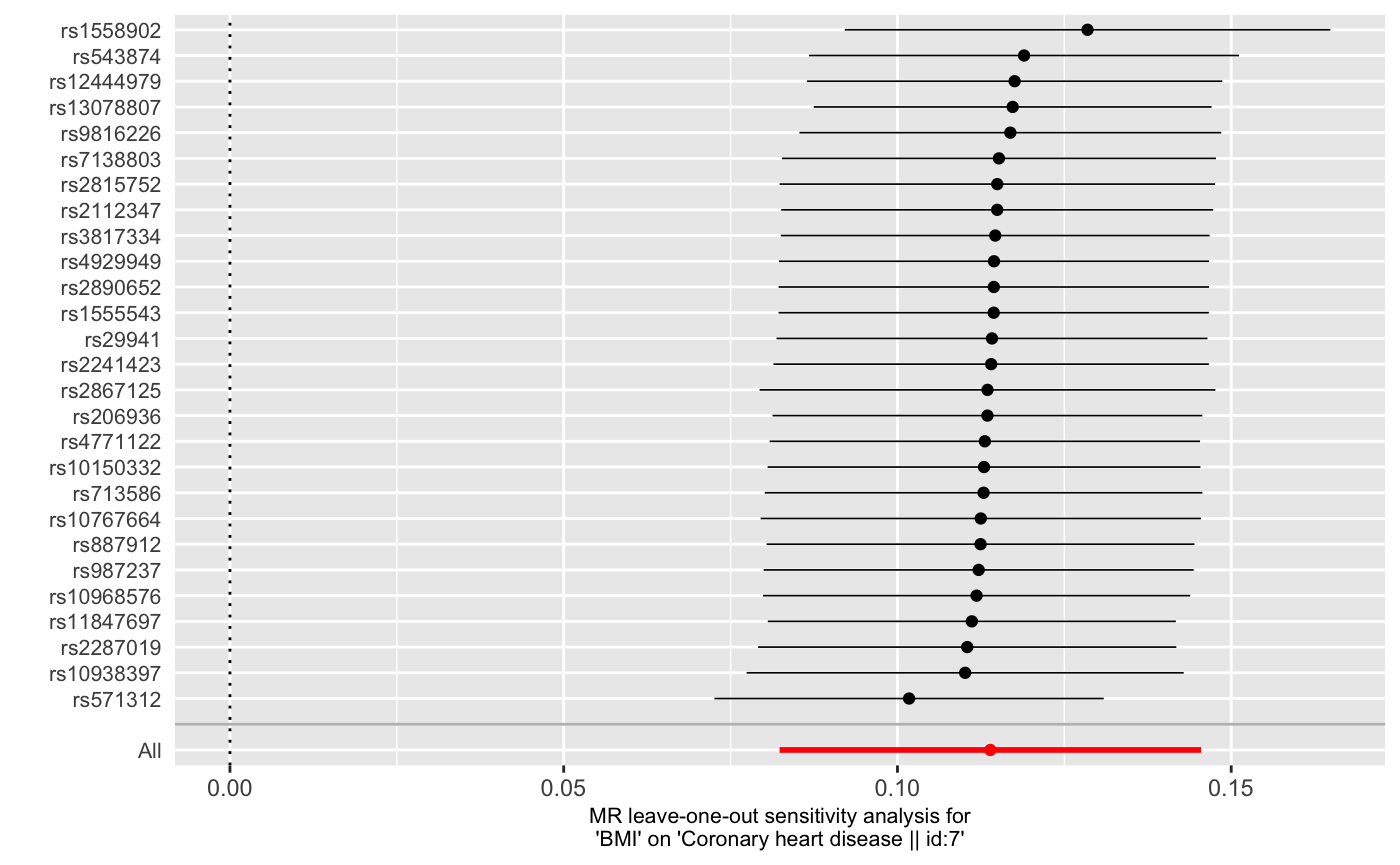 rs1558902
rs543874
rs12444979
rs13078807
rs9816226
rs7138803
rs2815752
rs2112347
rs3817334
rs4929949
rs2890652
rs1555543
rs29941
rs2241423
rs2867125
rs206936
rs4771122
rs10150332
rs713586
rs10767664
rs887912
rs987237
rs10968576
rs11847697
rs2287019
rs10938397
rs571312
All
0.00 0.05 0.10 0.15
MR leave-one-out sensitivity analysis for
'BMI' on 'Coronary heart disease || id:7'